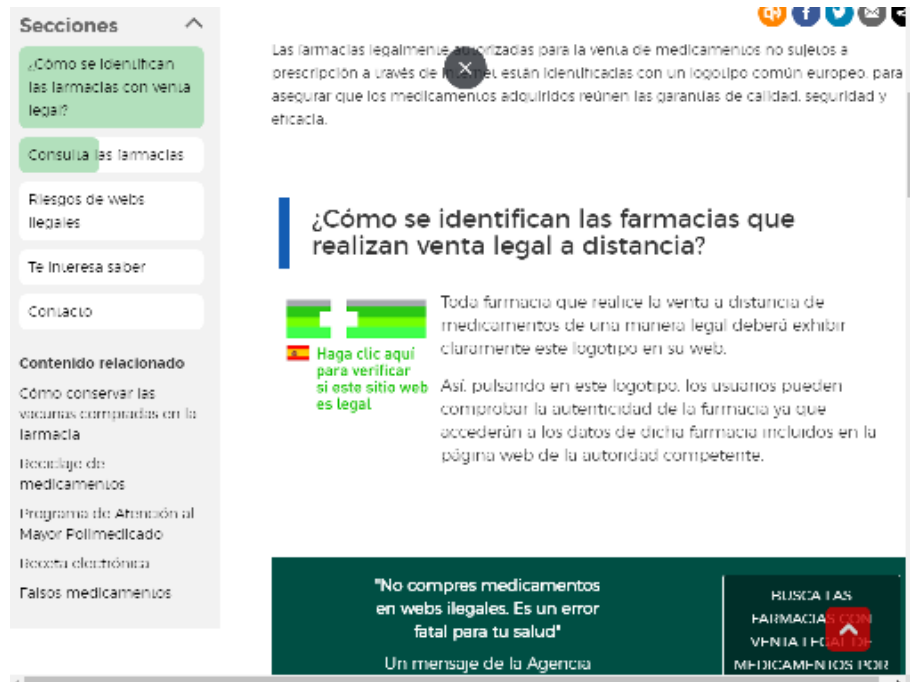 Secciones
¿Cómo se identifican
las farmacias con venta
legal?
Consulta las farmacias
Riesgos de webs
ilegales
Te interesa saber
Contacto
Contenido relacionado
Cómo conservar las
vacunas compradas en la
farmacia
Reciclaje de
medicamentos
Programa de Atención al
Mayor Polimedicado
Receta electrónica
Falsos medicamentos
Las farmacias legalmente autorizadas para la venta de medicamentos no sujetos a
prescripción a través de Internet están identificadas con un logotipo común europeo, para
asegurar que los medicamentos adquiridos reúnen las garantías de calidad, seguridad y
eficacia.
¿Cómo se identifican las farmacias que
realizan venta legal a distancia?
Haga clic aquí
para verificar
si este sitio web
es legal
Toda farmacia que realice la venta a distancia de
medicamentos de una manera legal deberá exhibir
claramente este logotipo en su web.
Así, pulsando en este logotipo, los usuarios pueden
comprobar la autenticidad de la farmacia ya que
accederán a los datos de dicha farmacia incluidos en la
página web de la autoridad competente.
"No compres medicamentos
en webs ilegales. Es un error
fatal para tu salud"
Un mensaje de la Agencia
BUSCA LAS
FARMACIAS CON
VENTA LEGAL DE
MEDICAMENTOS POR